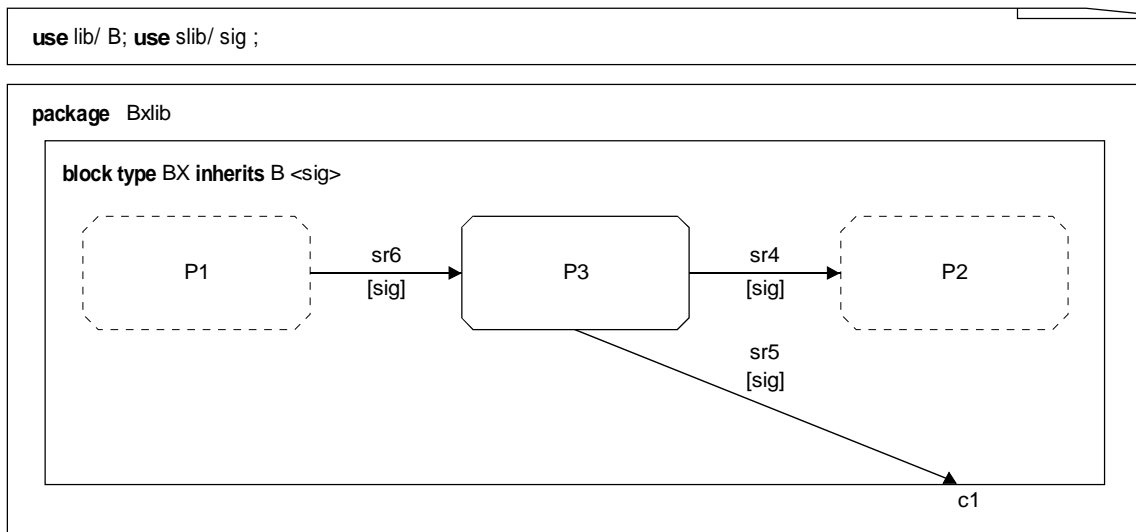 use lib/ B; use slib/ sig ;
package Bxlib
block type BX inherits B <sig>
P1
sr6
[sig]
P3
sr4
[sig]
P2
sr5
[sig]
c1